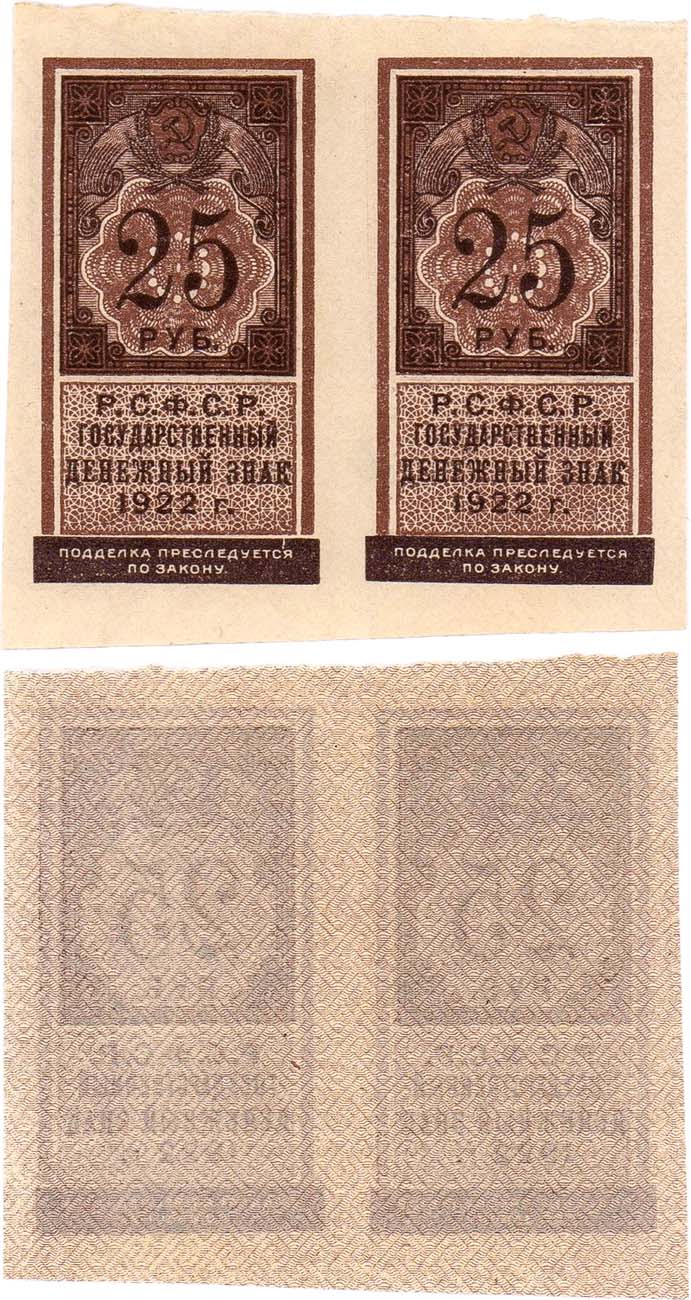 25
РУБ.
Р.С.Ф.С.Р.
ГОСУДАРСТВЕННЫЙ
ДЕНЕЖНЫЙ ЗНАК
1922 г.
ПОДДЕЛКА ПРЕСЛЕДУЕТСЯ
ПО ЗАКОНУ.
25
РУБ.
Р.С.Ф.С.Р.
ГОСУДАРСТВЕННЫЙ
ДЕНЕЖНЫЙ ЗНАК
1922 г.
ПОДДЕЛКА ПРЕСЛЕДУЕТСЯ
ПО ЗАКОНУ.